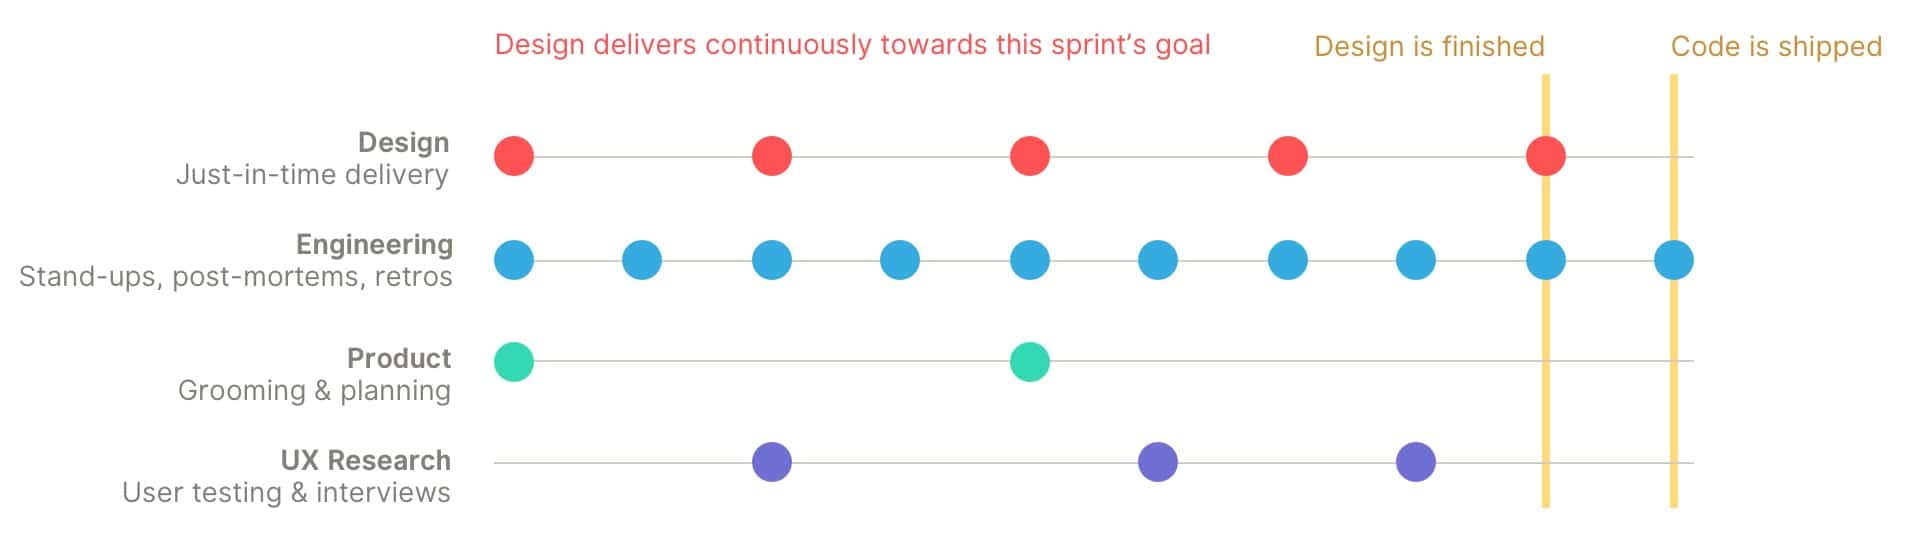 Design delivers continuously towards this sprint’s goal
Design is finished
Code is shipped
Design
Just-in-time delivery
Engineering
Stand-ups, post-mortems, retros
Product
Grooming & planning
UX Research
User testing & interviews